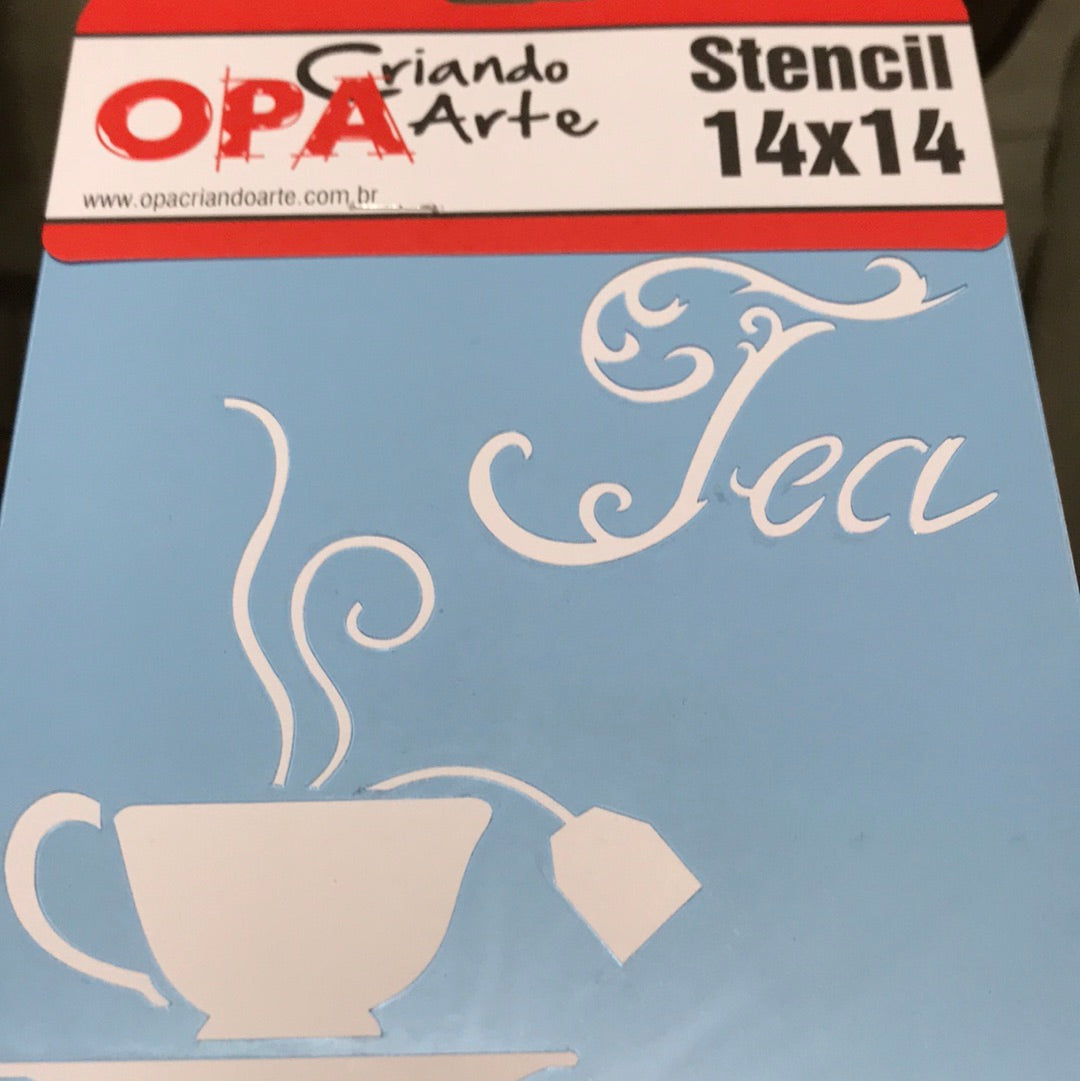 OPA Criando Arte
www.opacriandoarte.com.br
Stencil
14x14
Tea